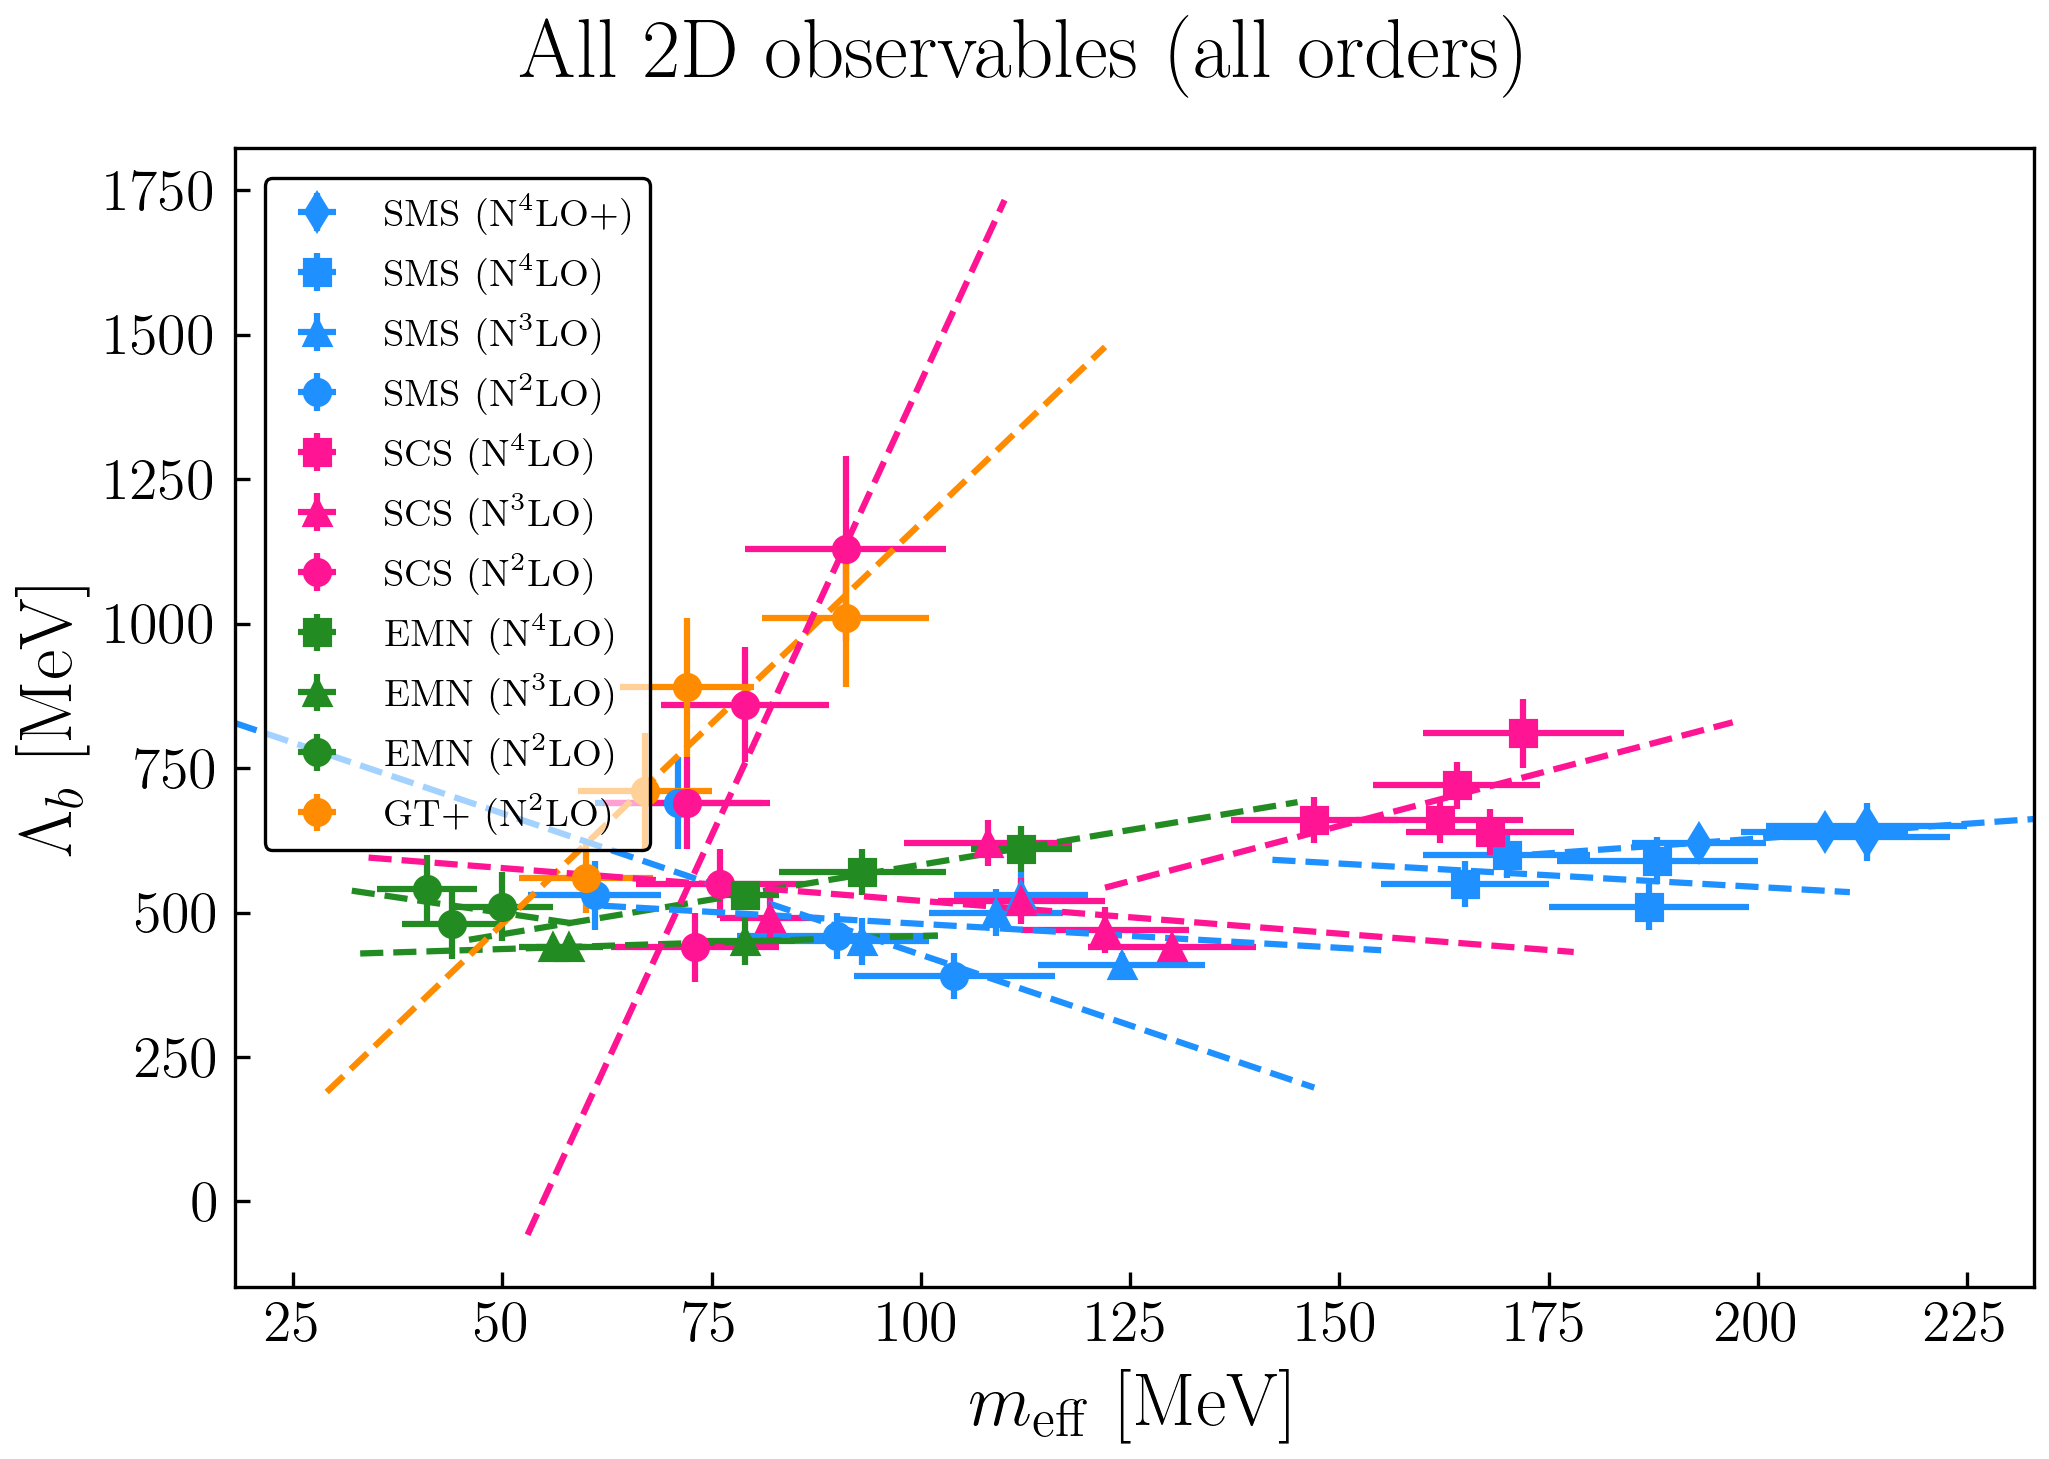 All 2D observables (all orders)
SMS (N⁴LO+)
SMS (N⁴LO)
SMS (N³LO)
SMS (N²LO)
SCS (N⁴LO)
SCS (N³LO)
SCS (N²LO)
EMN (N⁴LO)
EMN (N³LO)
EMN (N²LO)
GT+ (N²LO)
Λb [MeV]
1750
1500
1250
1000
750
500
250
0
25 50 75 100 125 150 175 200 225
meff [MeV]